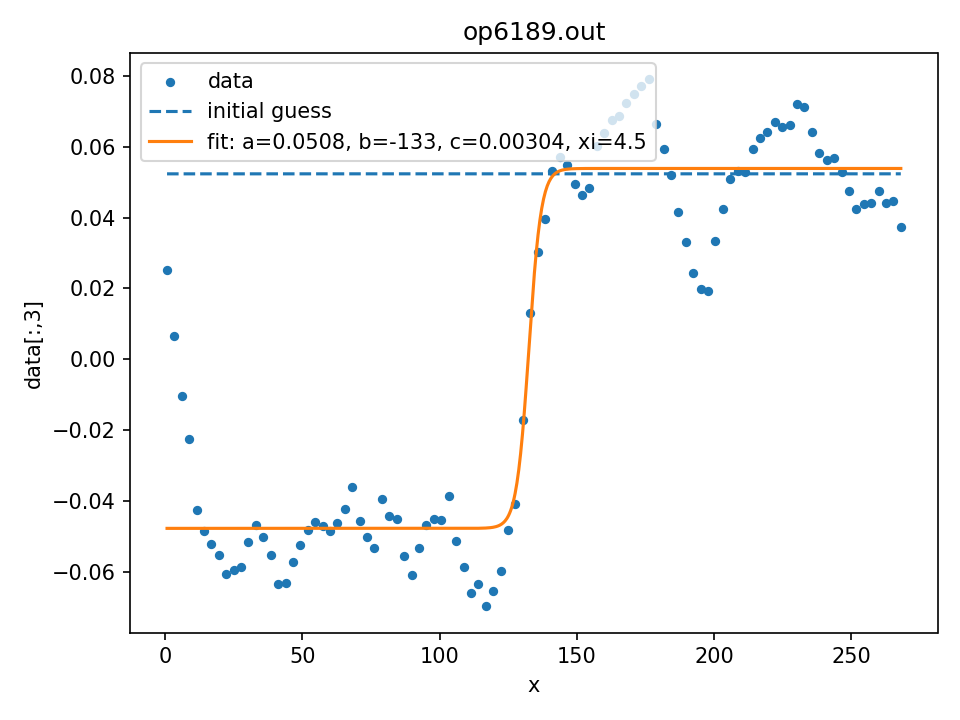 op6189.out
data
initial guess
fit: a=0.0508, b=-133, c=0.00304, xi=4.5
0.08
0.06
0.04
0.02
0.00
−0.02
−0.04
−0.06
data[:,3]
0 50 100 150 200 250
x